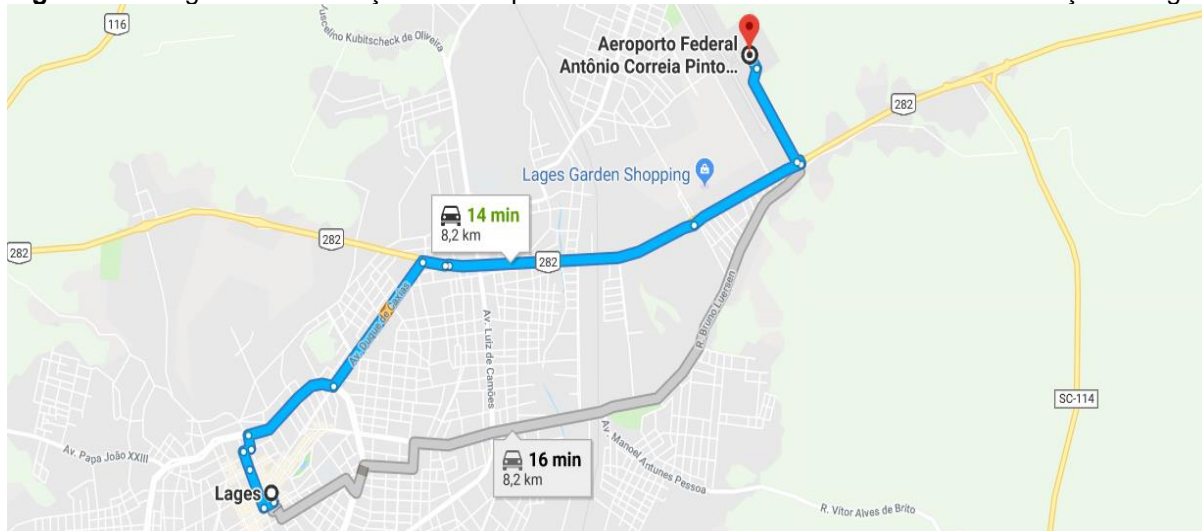 116
Juscelino Kubitscheck de Oliveira
Aeroporto Federal
Antônio Correia Pinto...
282
Lages Garden Shopping
14 min
8,2 km
282
282
282
Av. Duque de Caxias
Av. Luiz de Camões
R. Bruno Luersen
SC-114
Av. Papa João XXIII
16 min
8,2 km
Av. Manoel Antunes Pessoa
Lages
R. Vítor Alves de Brito